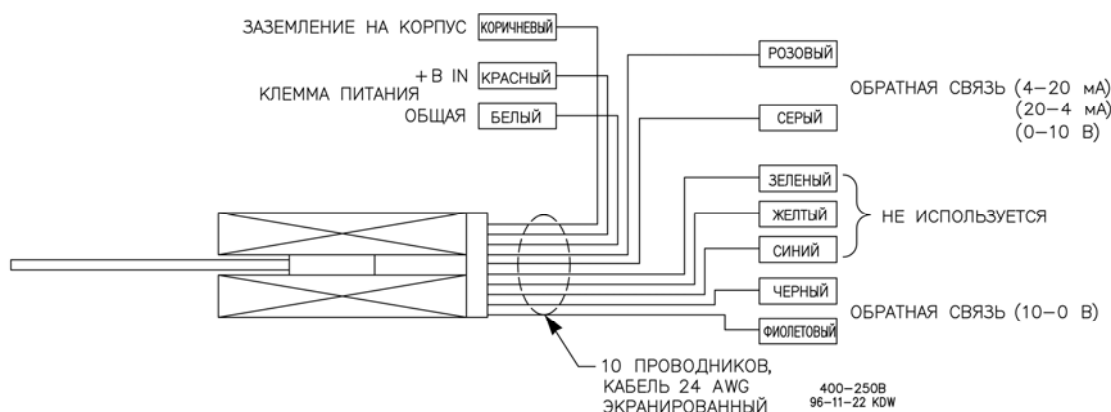 ЗАЗЕМЛЕНИЕ НА КОРПУС
КОРИЧНЕВЫЙ
+В IN
КРАСНЫЙ
КЛЕММА ПИТАНИЯ
ОБЩАЯ
БЕЛЫЙ
РОЗОВЫЙ
СЕРЫЙ
ОБРАТНАЯ СВЯЗЬ (4–20 мА)
(20–4 мА)
(0–10 В)
ЗЕЛЕНЫЙ
ЖЕЛТЫЙ
СИНИЙ
НЕ ИСПОЛЬЗУЕТСЯ
ЧЕРНЫЙ
ФИОЛЕТОВЫЙ
ОБРАТНАЯ СВЯЗЬ (10–0 В)
10 ПРОВОДНИКОВ,
КАБЕЛЬ 24 AWG
ЭКРАНИРОВАННЫЙ
400–250B
96–11–22 KDW